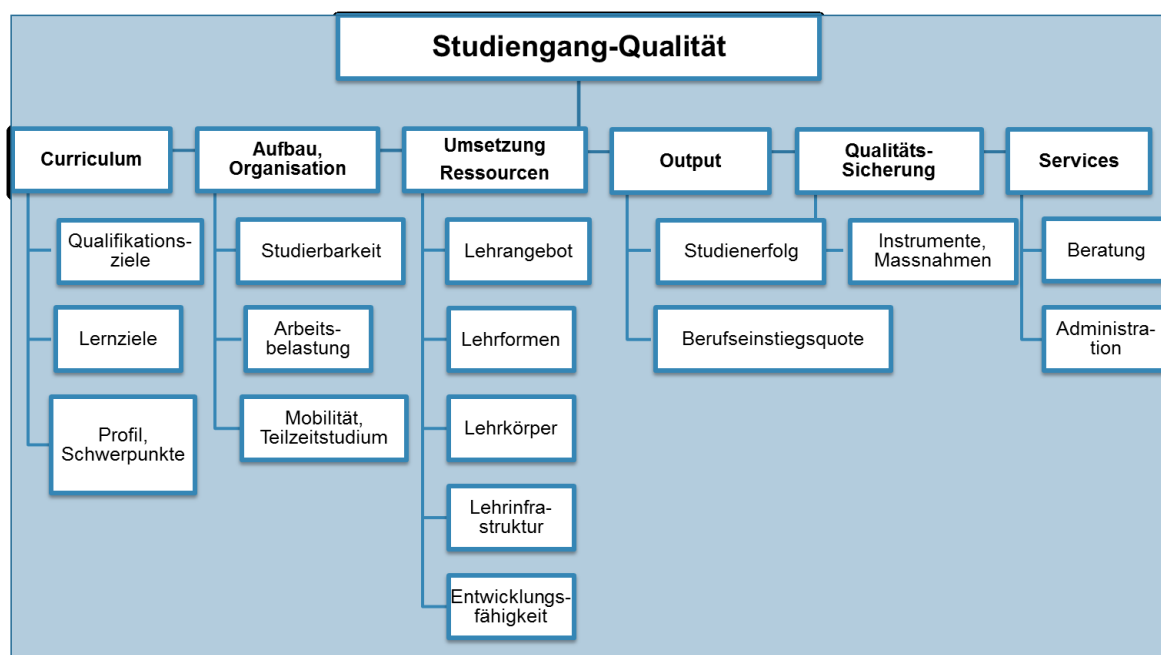 Studiengang-Qualität
Curriculum
Aufbau,
Organisation
Umsetzung
Ressourcen
Output
Qualitäts-
Sicherung
Services
Qualifikations-
ziele
Lernziele
Profil,
Schwerpunkte
Studierbarkeit
Arbeits-
belastung
Mobilität,
Teilzeitstudium
Lehrangebot
Lehrformen
Lehrkörper
Lehrinfra-
struktur
Entwicklungs-
fähigkeit
Studienerfolg
Berufseinstiegsquote
Instrumente,
Massnahmen
Beratung
Administra-
tion